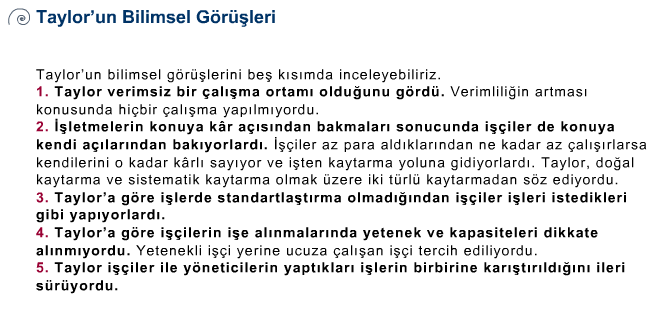 Taylor’un Bilimsel Görüşleri
Taylor’un bilimsel görüşlerini beş kısımda inceleyebiliriz.
1. Taylor verimsiz bir çalışma ortamı olduğunu gördü. Verimliliğin artması
konusunda hiçbir çalışma yapılmıyordu.
2. İşletmelerin konuya kâr açısından bakmaları sonucunda işçiler de konuya
kendi açılarından bakıyorlardı. İşçiler az para aldıklarından ne kadar az çalışırlarsa
kendilerini o kadar kârlı sayıyor ve işten kaytarma yoluna gidiyorlardı. Taylor, doğal
kaytarma ve sistematik kaytarma olmak üzere iki türlü kaytarmadan söz ediyordu.
3. Taylor’a göre işlerde standartlaştırma olmadığından işçiler işleri istedikleri
gibi yapıyorlardı.
4. Taylor’a göre işçilerin işe alınmalarında yetenek ve kapasiteleri dikkate
alınmıyordu. Yetenekli işçi yerine ucuza çalışan işçi tercih ediliyordu.
5. Taylor işçiler ile yöneticilerin yaptıkları işlerin birbirine karıştırıldığını ileri
sürüyordu.